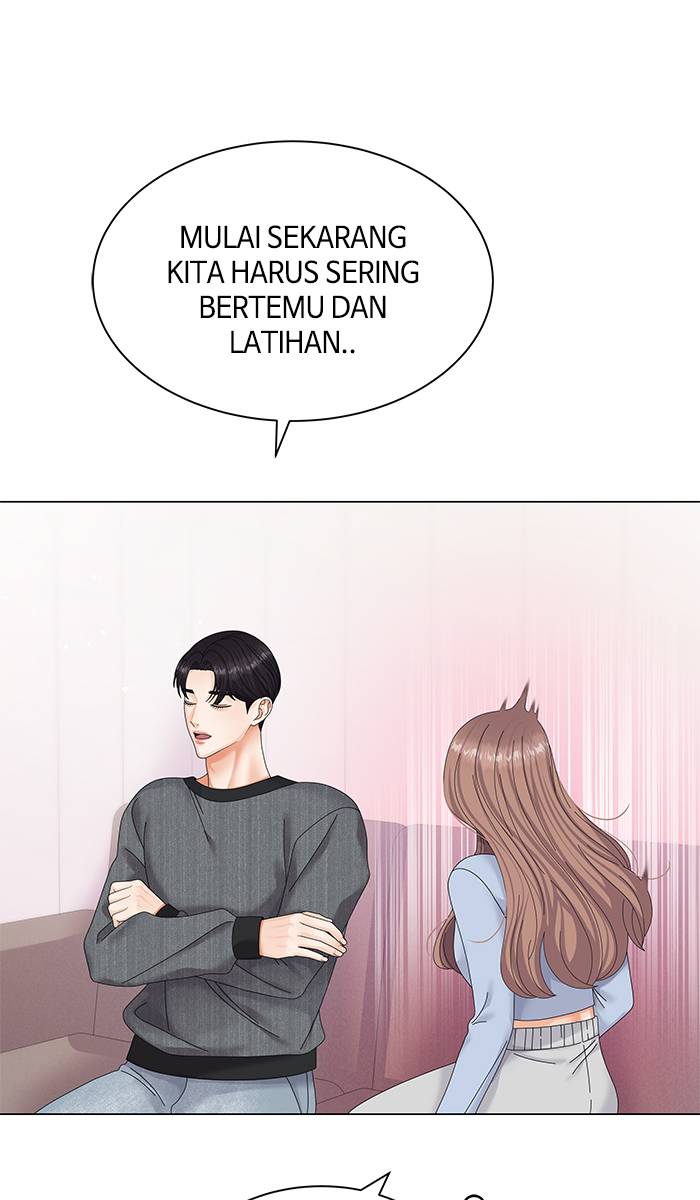 MULAI SEKARANG
KITA HARUS SERING
BERTEMU DAN
LATIHAN..